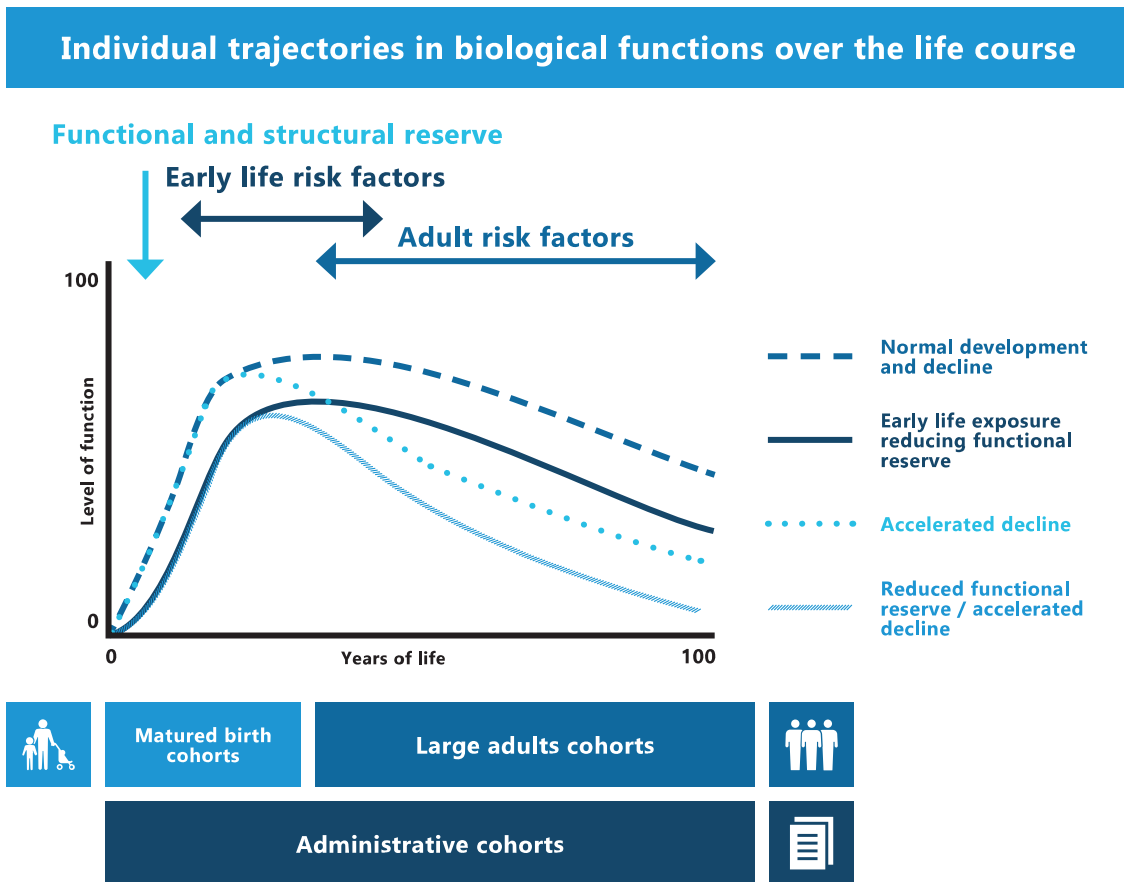 Individual trajectories in biological functions over the life course
Functional and structural reserve
Early life risk factors
Adult risk factors
100
Level of function
0
0
Years of life
100
Normal development
and decline
Early life exposure
reducing functional
reserve
Accelerated decline
Reduced functional
reserve / accelerated
decline
Matured birth
cohorts
Large adults cohorts
Administrative cohorts